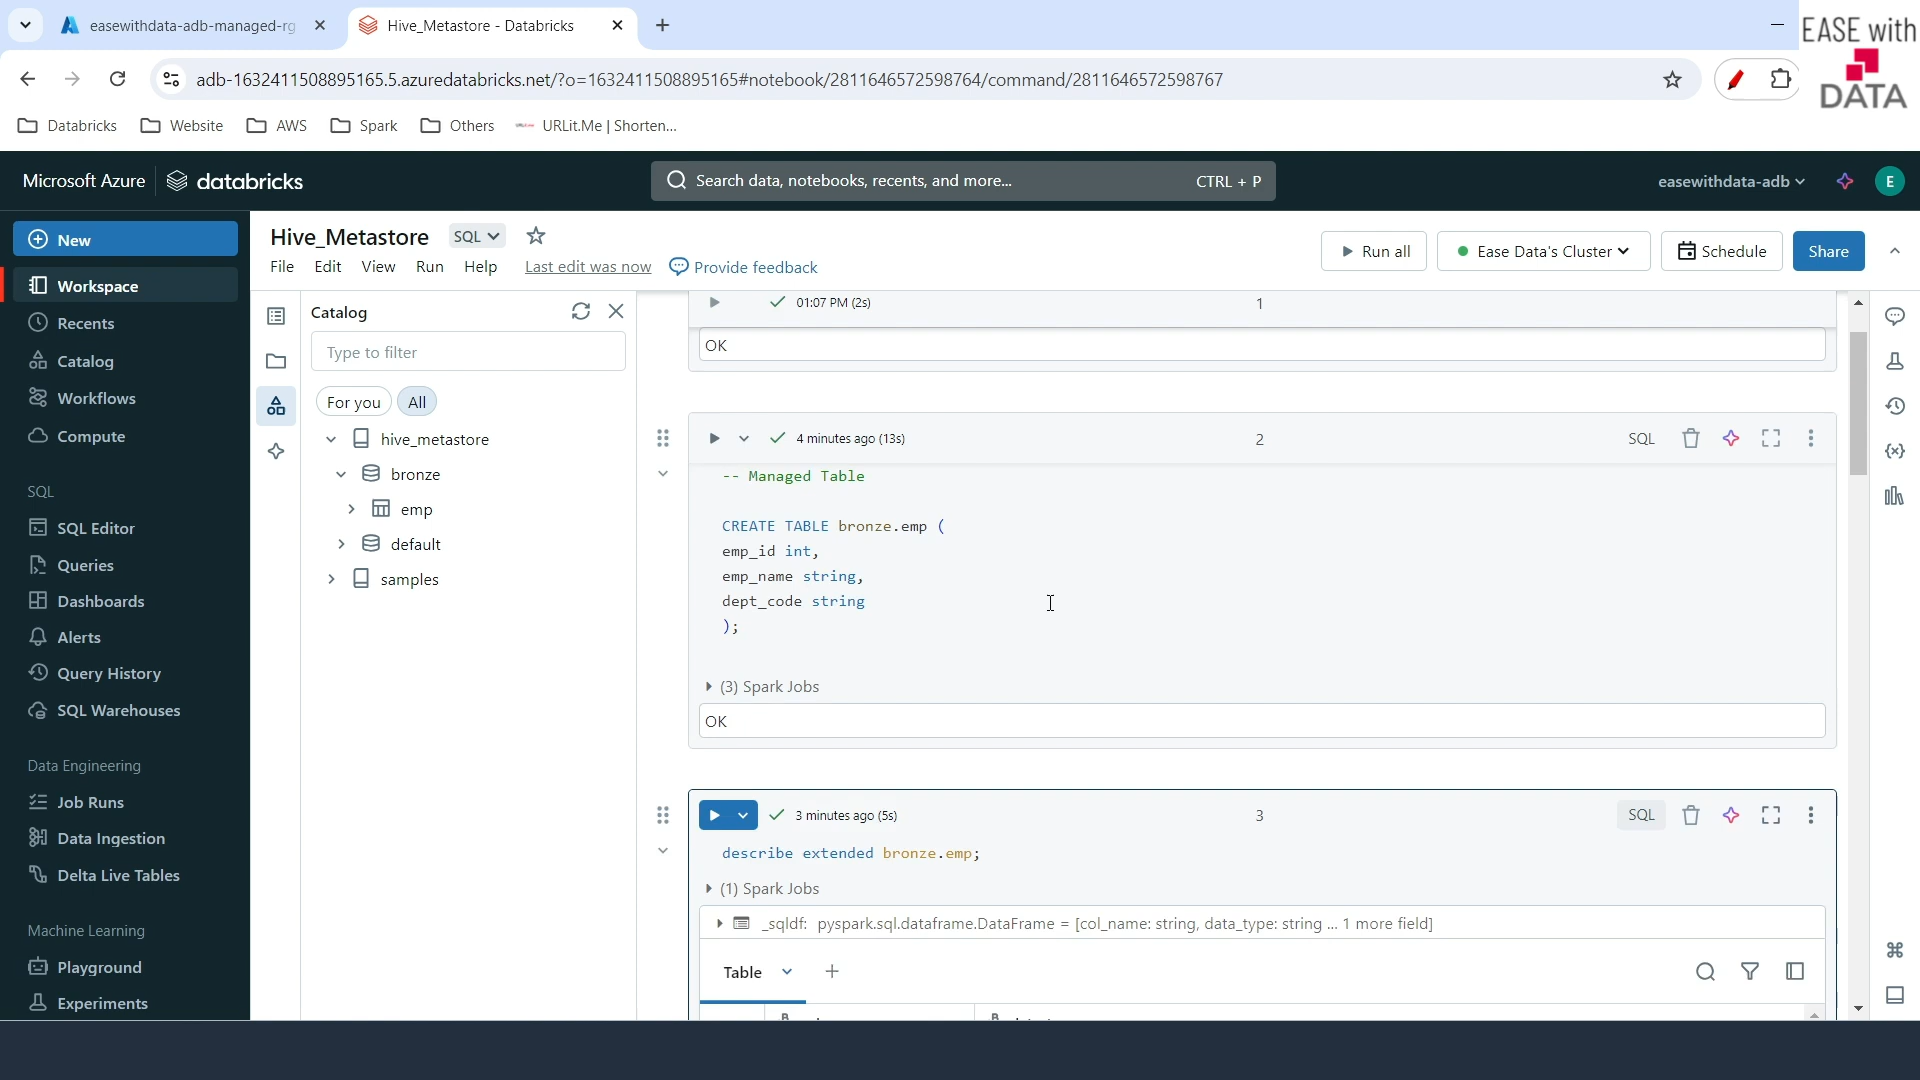 easewithdata-adb-managed-rg
Hive_Metastore - Databricks
EASE with
DATA
adb-1632411508895165.5.azuredatabricks.net/?o=1632411508895165#notebook/2811646572598764/command/2811646572598767
Databricks
Website
AWS
Spark
Others
URLit.Me | Shorten...
Microsoft Azure
databricks
Search data, notebooks, recents, and more...
CTRL + P
easewithdata-adb
E
New
Workspace
Recents
Catalog
Workflows
Compute
SQL
SQL Editor
Queries
Dashboards
Alerts
Query History
SQL Warehouses
Data Engineering
Job Runs
Data Ingestion
Delta Live Tables
Machine Learning
Playground
Experiments
Hive_Metastore
SQL
File
Edit
View
Run
Help
Last edit was now
Provide feedback
Run all
Ease Data's Cluster
Schedule
Share
Catalog
Type to filter
For you
All
hive_metastore
bronze
emp
default
samples
01:07 PM (2s)
1
OK
4 minutes ago (13s)
2
SQL
-- Managed Table
CREATE TABLE bronze.emp (
emp_id int,
emp_name string,
dept_code string
);
(3) Spark Jobs
OK
3 minutes ago (5s)
3
SQL
describe extended bronze.emp;
(1) Spark Jobs
_sqldf: pyspark.sql.dataframe.DataFrame = [col_name: string, data_type: string ... 1 more field]
Table